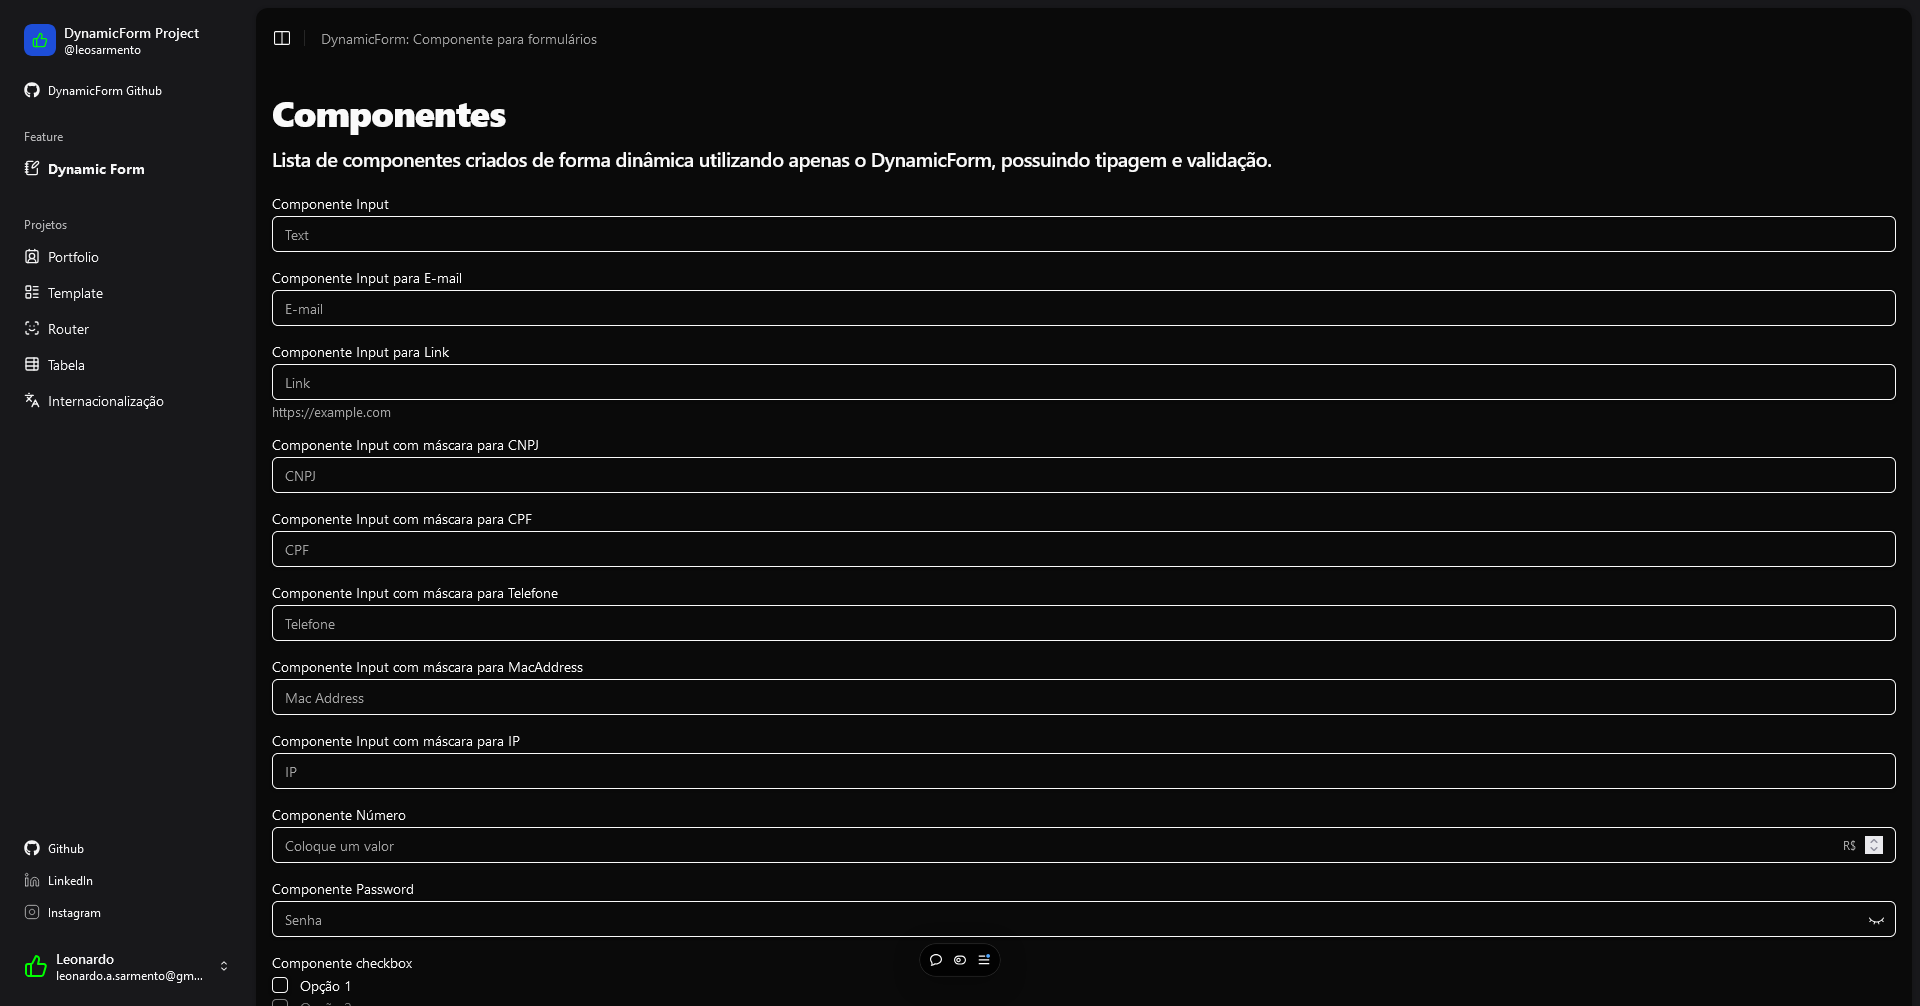 DynamicForm Project
@leosarmento
DynamicForm Github
Feature
Dynamic Form
Projetos
Portfolio
Template
Router
Tabela
Internacionalização
Github
LinkedIn
Instagram
Leonardo
leonardo.a.sarmento@gm...
DynamicForm: Componente para formulários
Componentes
Lista de componentes criados de forma dinâmica utilizando apenas o DynamicForm, possuindo tipagem e validação.
Componente Input
Text
Componente Input para E-mail
E-mail
Componente Input para Link
Link
https://example.com
Componente Input com máscara para CNPJ
CNPJ
Componente Input com máscara para CPF
CPF
Componente Input com máscara para Telefone
Telefone
Componente Input com máscara para MacAddress
Mac Address
Componente Input com máscara para IP
IP
Componente Número
Coloque um valor R$
Componente Password
Senha
Componente checkbox
Opção 1